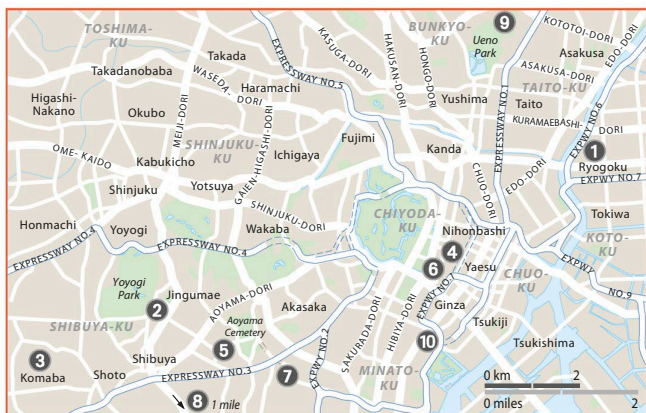 TOSHIMA-
KU
BUNKYO-
KU
9
Ueno
Park
KOTOTOI-DORI
Asakusa
EDO-DORI
Takada
EXPRESSWAY NO.5
KASUGA-DORI
HAKUSAN-DORI
HONGO-DORI
EXPRESSWAY NO.1
ASAKUSA-DORI
TAITO-KU
Takadanobaba
WASEDA-DORI
Haramachi
Yushima
Taito
EXPWY NO.6
Higashi-
Nakano
Okubo
MEIJI-DORI
KURAMAEBASHI-DORI
SHINJUKU-
KU
GAIEN-HIGASHI-DORI
Fujimi
1
OME-KAIDO
Kabukicho
Ichigaya
Kanda
CHUO-DORI
EDO-DORI
Ryogoku
EXPWY NO.7
Shinjuku
Yotsuya
SHINJUKU-DORI
CHIYODA-
KU
Nihonbashi
Tokiwa
Honmachi
Yoyogi
Wakaba
4
KOTO-
KU
EXPRESSWAY NO.4
EXPRESSWAY NO.4
6
Yaesu
CHUO-
KU
EXPWY NO.9
Yoyogi
Park
Jingumae
AOYAMA-DORI
Akasaka
EXPWY NO.7
Ginza
2
SHIBUYA-KU
Aoyama
Cemetery
EXPWY NO.2
SAKURADA-DORI
HIBIYA-DORI
Tsukiji
3
Komaba
Shoto
Shibuya
5
10
Tsukishima
EXPRESSWAY NO.3
7
MINATO-
KU
8
1 mile
0 km
2
0 miles
2